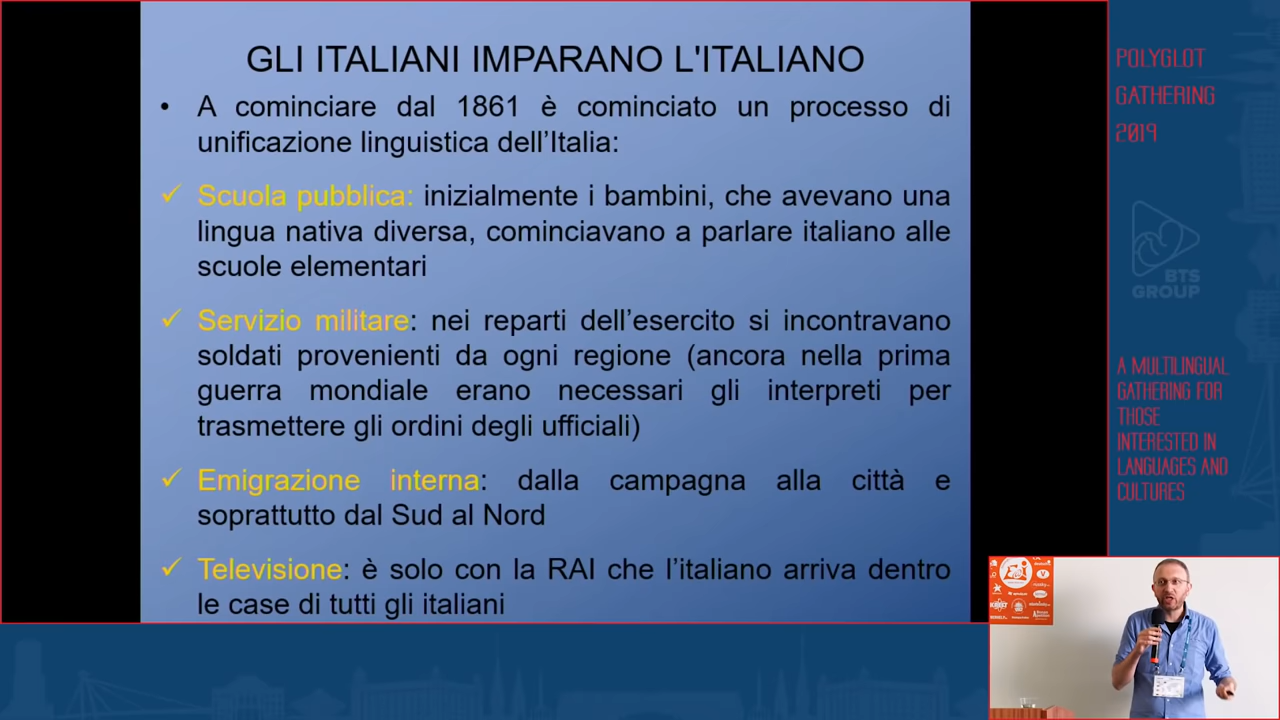 GLI ITALIANI IMPARANO L'ITALIANO
• A cominciare dal 1861 è cominciato un processo di
unificazione linguistica dell’Italia:
✓ Scuola pubblica: inizialmente i bambini, che avevano una
lingua nativa diversa, cominciavano a parlare italiano alle
scuole elementari
✓ Servizio militare: nei reparti dell’esercito si incontravano
soldati provenienti da ogni regione (ancora nella prima
guerra mondiale erano necessari gli interpreti per
trasmettere gli ordini degli ufficiali)
✓ Emigrazione interna: dalla campagna alla città e
soprattutto dal Sud al Nord
✓ Televisione: è solo con la RAI che l’italiano arriva dentro
le case di tutti gli italiani
POLYGLOT
GATHERING
2019
BTS
GROUP
A MULTILINGUAL
GATHERING FOR
THOSE
INTERESTED IN
LANGUAGES AND
CULTURES